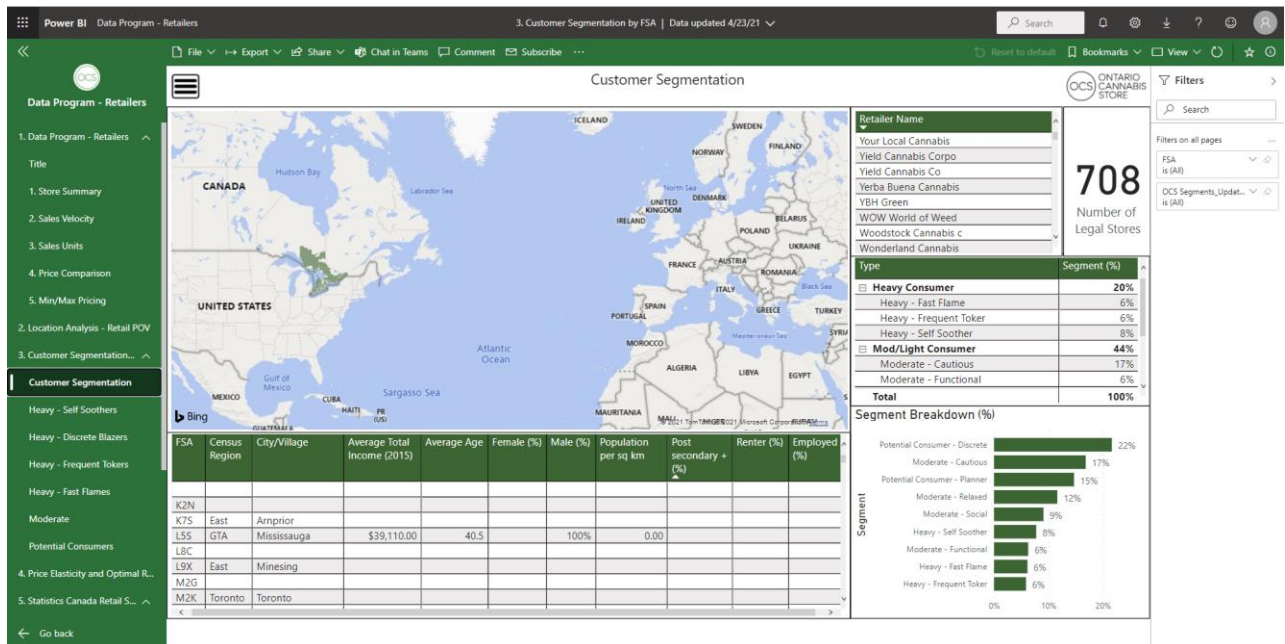 Power BI Data Program - Retailers
3. Customer Segmentation by FSA | Data updated 4/23/21
Search
File Export Share Chat in Teams Comment Subscribe ...
Reset to default Bookmarks View
OCS
Data Program - Retailers
1. Data Program - Retailers
Title
1. Store Summary
2. Sales Velocity
3. Sales Units
4. Price Comparison
5. Min/Max Pricing
2. Location Analysis - Retail POV
3. Customer Segmentation...
Customer Segmentation
Heavy - Self Soothers
Heavy - Discrete Blazers
Heavy - Frequent Tokers
Heavy - Fast Flames
Moderate
Potential Consumers
4. Price Elasticity and Optimal R...
5. Statistics Canada Retail S...
Go back
Customer Segmentation
OCS
ONTARIO
CANNABIS
STORE
ICELAND
SWEDEN
FINLAND
NORWAY
Hudson Bay
CANADA
Labrador Sea
North Sea
DENMARK
UNITED
KINGDOM
IRELAND
BELARUS
POLAND
UKRAINE
FRANCE
AUSTRIA
ROMANIA
UNITED STATES
ITALY
Black Sea
SPAIN
PORTUGAL
GREECE
TURKEY
Mediterranean Sea
SYRIA
Atlantic
Ocean
MOROCCO
ALGERIA
LIBYA
EGYPT
Gulf of
Mexico
Sargasso Sea
MEXICO
CUBA
HAITI
PR
(US)
GUATEMALA
MAURITANIA
Bing
© 2021 TomTom © 2021 Microsoft Corporation Terms
Retailer Name
Your Local Cannabis
Yield Cannabis Corpo
Yield Cannabis Co
Yerba Buena Cannabis
YBH Green
WOW World of Weed
Woodstock Cannabis c
Wonderland Cannabis
708
Number of
Legal Stores
Type Segment (%)
Heavy Consumer 20%
Heavy - Fast Flame 6%
Heavy - Frequent Toker 6%
Heavy - Self Soother 8%
Mod/Light Consumer 44%
Moderate - Cautious 17%
Moderate - Functional 6%
Total 100%
Segment Breakdown (%)
Segment
Potential Consumer - Discrete 22%
Moderate - Cautious 17%
Potential Consumer - Planner 15%
Moderate - Relaxed 12%
Moderate - Social 9%
Heavy - Self Soother 8%
Moderate - Functional 6%
Heavy - Fast Flame 6%
Heavy - Frequent Toker 6%
0% 10% 20%
FSA Census Region City/Village Average Total Income (2015) Average Age Female (%) Male (%) Population per sq km Post secondary + (%) Renter (%) Employed (%)
K2N
K7S East Arnprior
L5S GTA Mississauga $39,110.00 40.5 100% 0.00
L8C
L9X East Minesing
M2G
M2K Toronto Toronto
Filters
Search
Filters on all pages
...
FSA
is (All)
OCS Segments_Updat...
is (All)